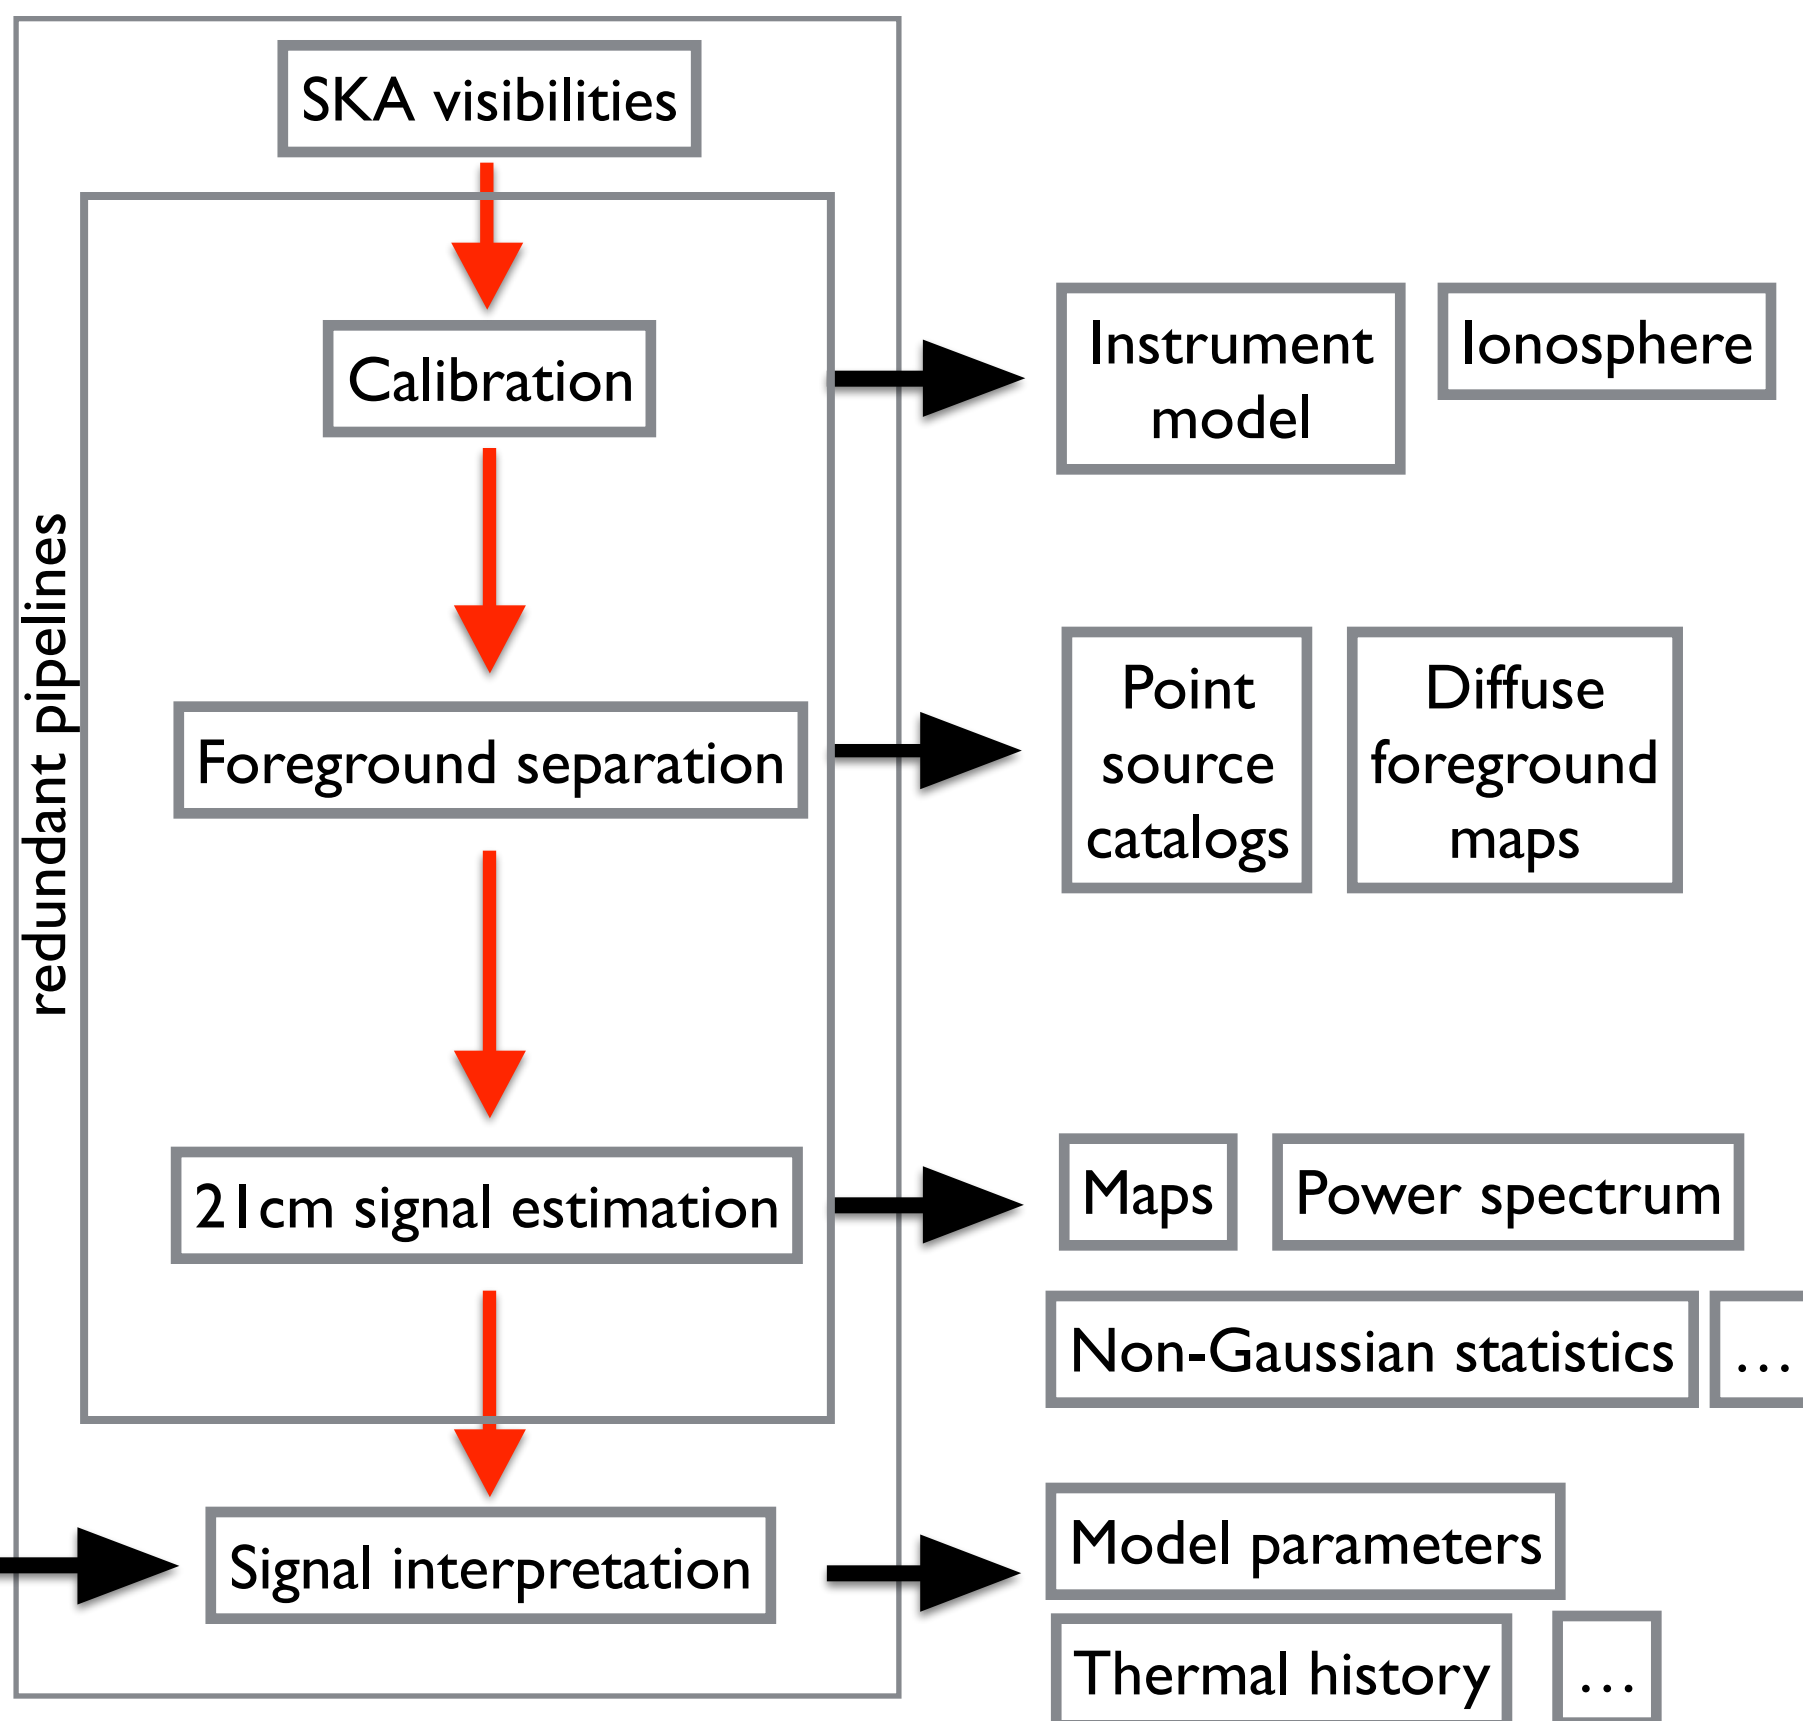 SKA visibilities
redundant pipelines
Calibration
Instrument
model
Ionosphere
Foreground separation
Point
source
catalogs
Diffuse
foreground
maps
21cm signal estimation
Maps
Power spectrum
Non-Gaussian statistics
...
Signal interpretation
Model parameters
Thermal history
...